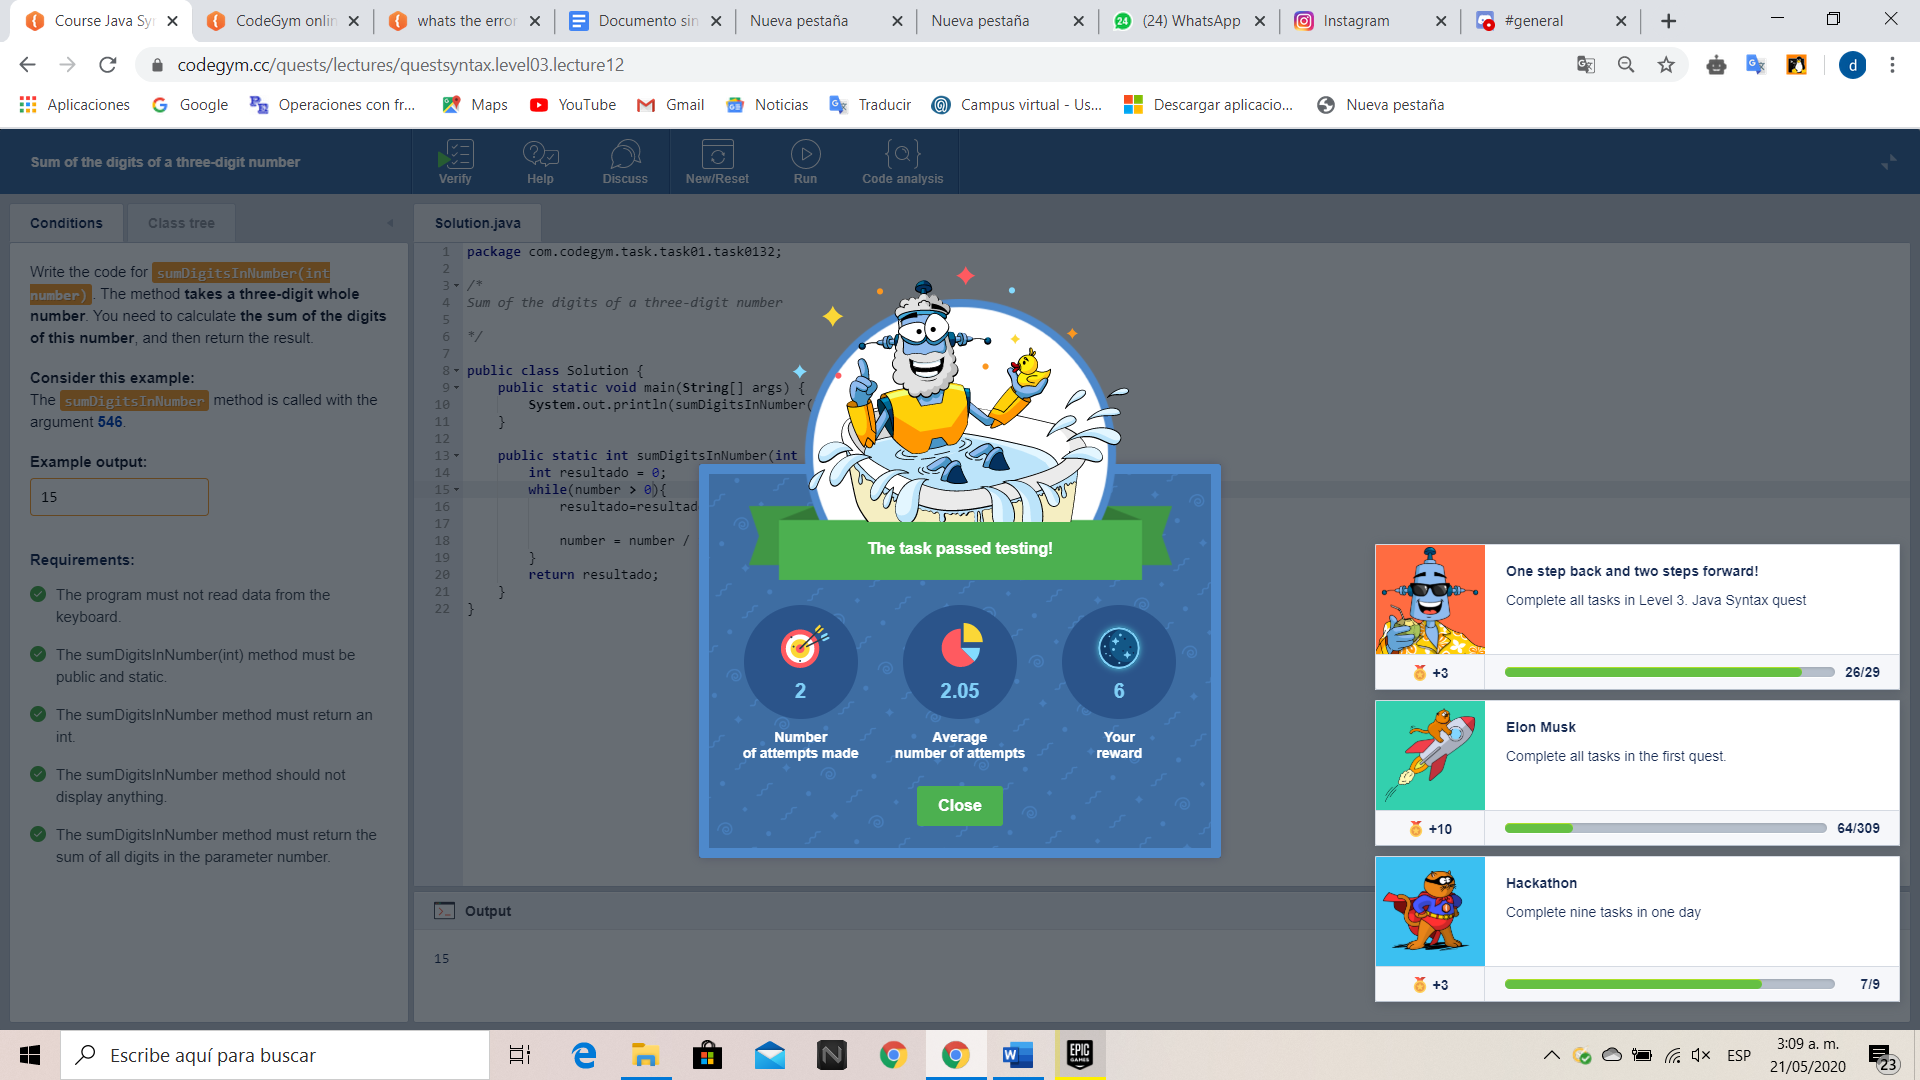 Course Java Sy
CodeGym onlin
whats the error
Documento sin
Nueva pestaña
Nueva pestaña
(24) WhatsApp
Instagram
#general
codegym.cc/quests/lectures/questsyntax.level03.lecture12
d
Aplicaciones
Google
Operaciones con fr...
Maps
YouTube
Gmail
Noticias
Traducir
Campus virtual - Us...
Descargar aplicacio...
Nueva pestaña
Sum of the digits of a three-digit number
Verify
Help
Discuss
New/Reset
Run
Code analysis
Conditions
Class tree
Write the code for sumDigitsInNumber(int
number). The method takes a three-digit whole
number. You need to calculate the sum of the digits
of this number, and then return the result.
Consider this example:
The sumDigitsInNumber method is called with the
argument 546.
Example output:
15
Requirements:
The program must not read data from the
keyboard.
The sumDigitsInNumber(int) method must be
public and static.
The sumDigitsInNumber method must return an
int.
The sumDigitsInNumber method should not
display anything.
The sumDigitsInNumber method must return the
sum of all digits in the parameter number.
Solution.java
1 package com.codegym.task.task01.task0132;
2
3 /*
4 Sum of the digits of a three-digit number
5
6 */
7
8 public class Solution {
9 public static void main(String[] args) {
10 System.out.println(sumDigitsInNumber(
11 }
12
13 public static int sumDigitsInNumber(int
14 int resultado = 0;
15 while(number > 0){
16 resultado=resultad
17
18 number = number /
19 }
20 return resultado;
21 }
22 }
The task passed testing!
2
Number
of attempts made
2.05
Average
number of attempts
6
Your
reward
Close
Output
15
One step back and two steps forward!
Complete all tasks in Level 3. Java Syntax quest
+3
26/29
Elon Musk
Complete all tasks in the first quest.
+10
64/309
Hackathon
Complete nine tasks in one day
+3
7/9
Escribe aquí para buscar
EPIC
GAMES
ESP
3:09 a. m.
21/05/2020
23